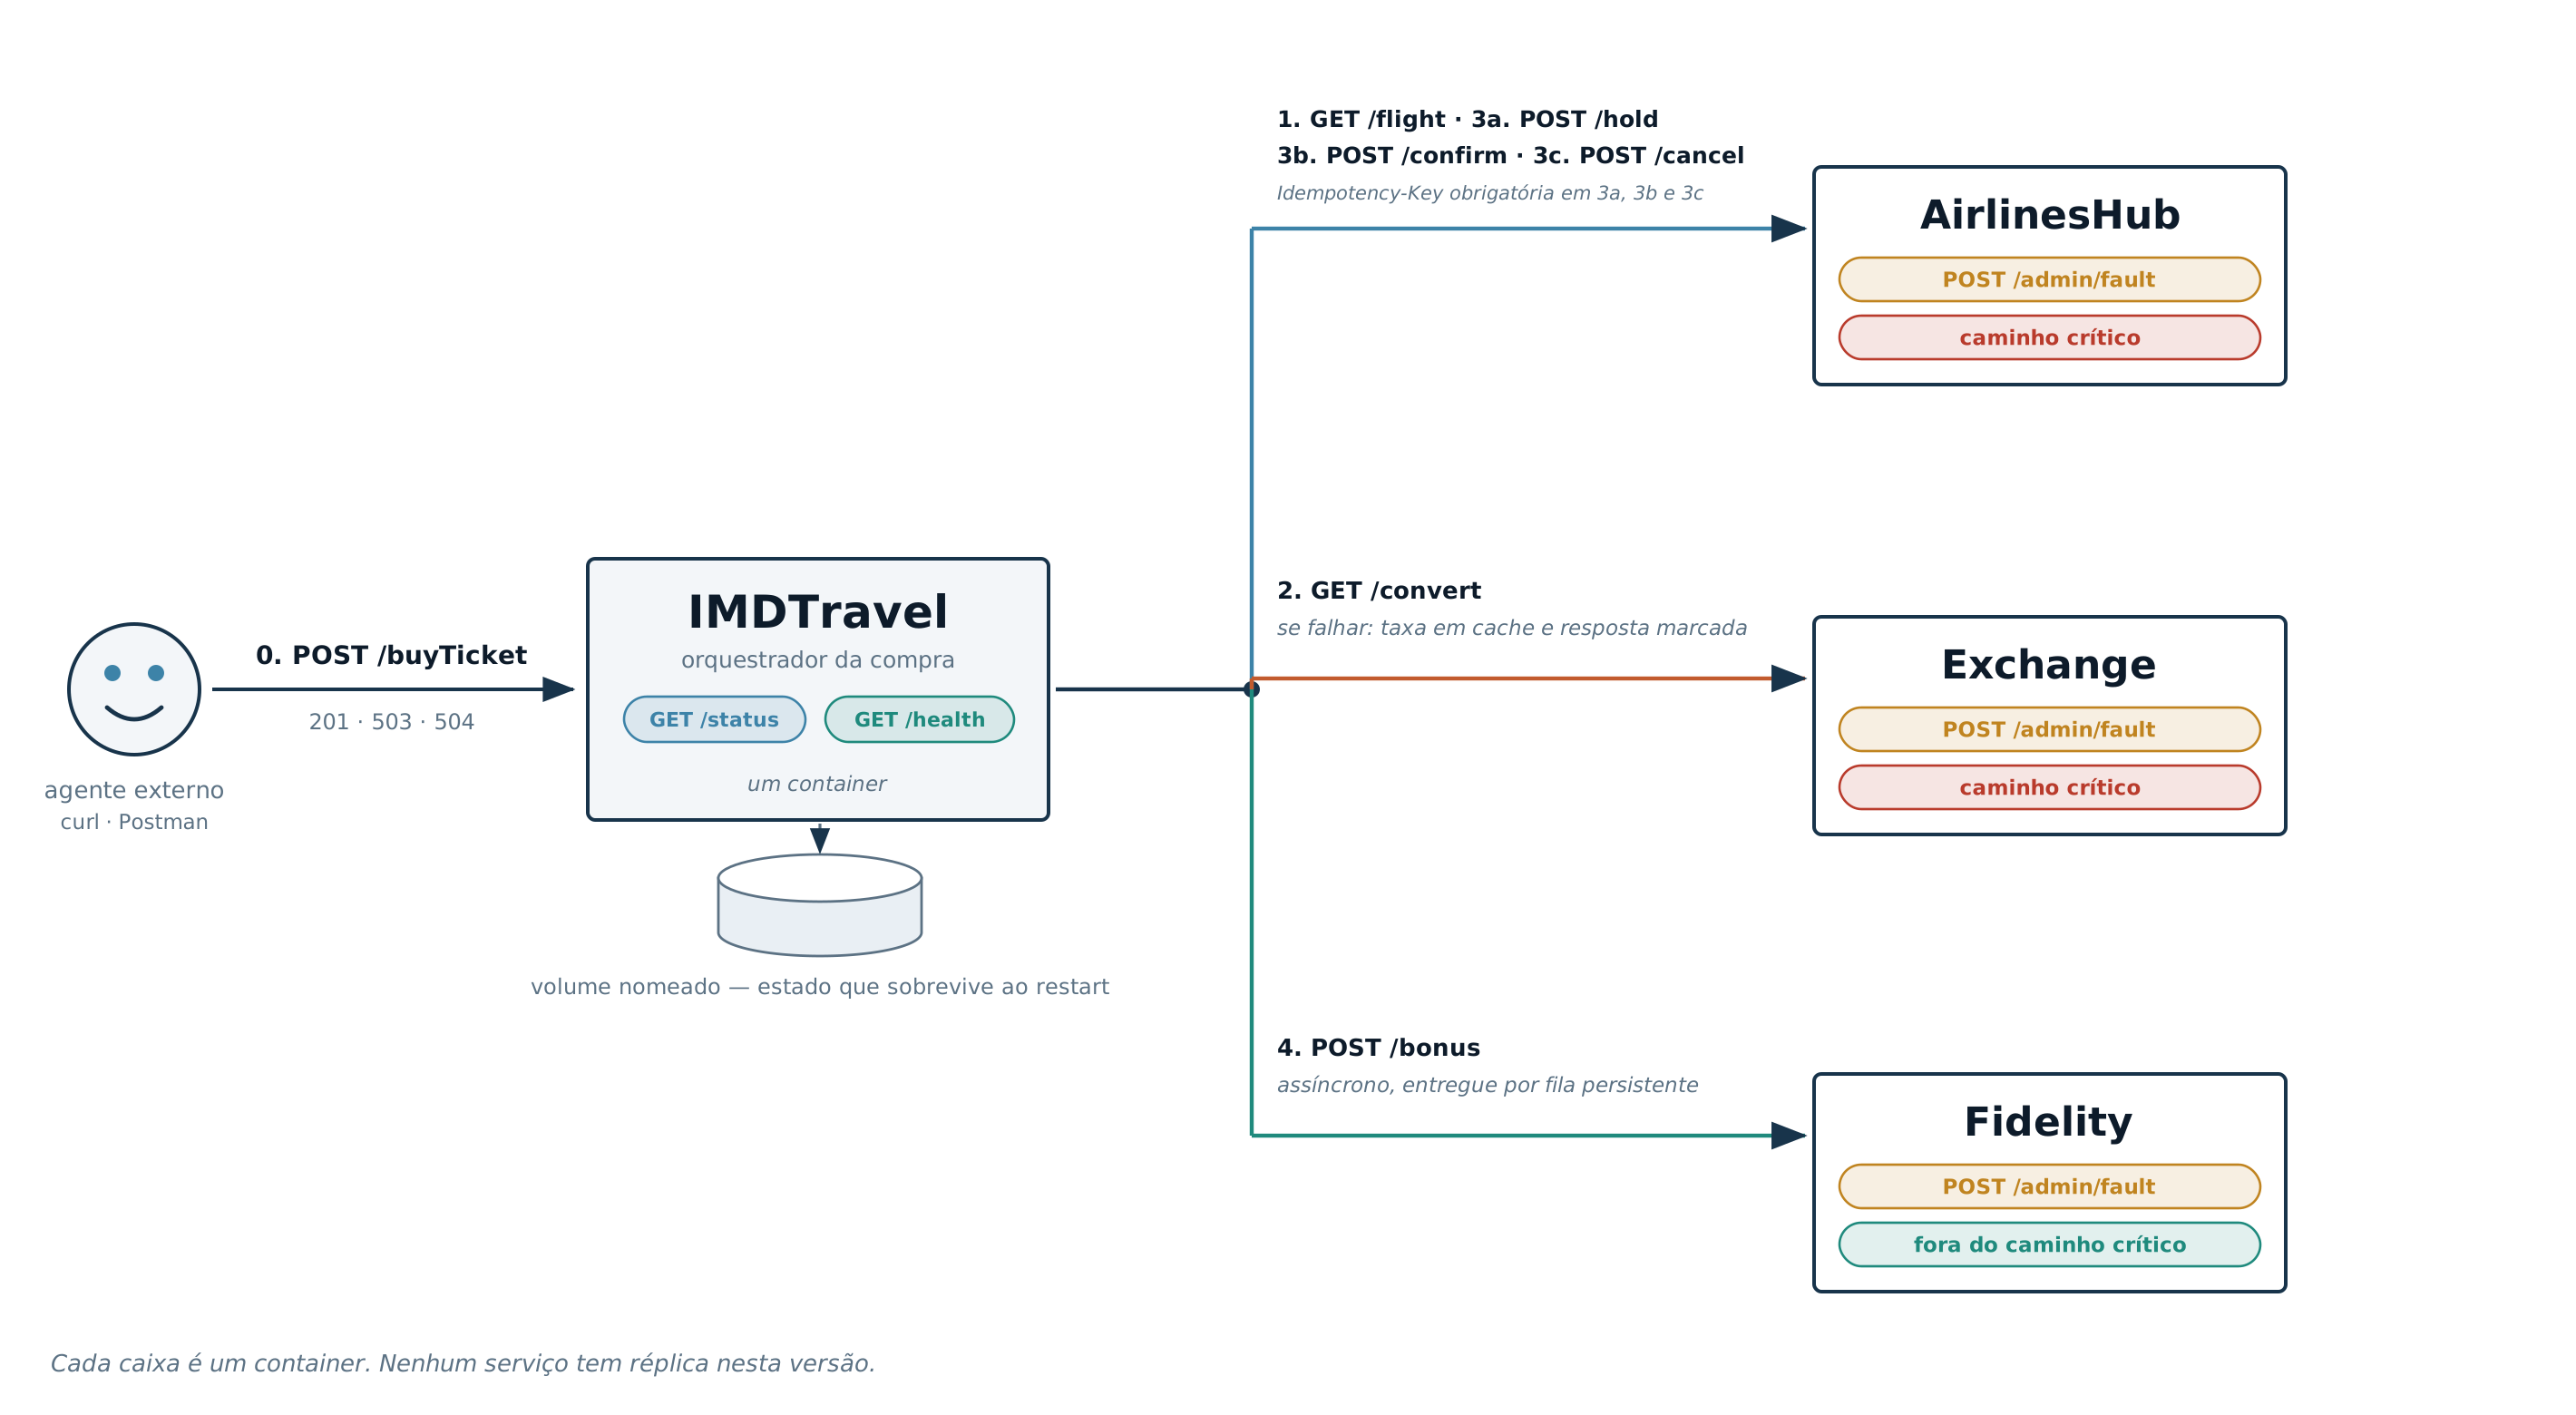 1. GET /flight · 3a. POST /hold
3b. POST /confirm · 3c. POST /cancel
Idempotency-Key obrigatória em 3a, 3b e 3c
AirlinesHub
POST /admin/fault
caminho crítico
0. POST /buyTicket
201 · 503 · 504
agente externo
curl · Postman
IMDTravel
orquestrador da compra
GET /status
GET /health
um container
volume nomeado — estado que sobrevive ao restart
2. GET /convert
se falhar: taxa em cache e resposta marcada
Exchange
POST /admin/fault
caminho crítico
4. POST /bonus
assíncrono, entregue por fila persistente
Fidelity
POST /admin/fault
fora do caminho crítico
Cada caixa é um container. Nenhum serviço tem réplica nesta versão.